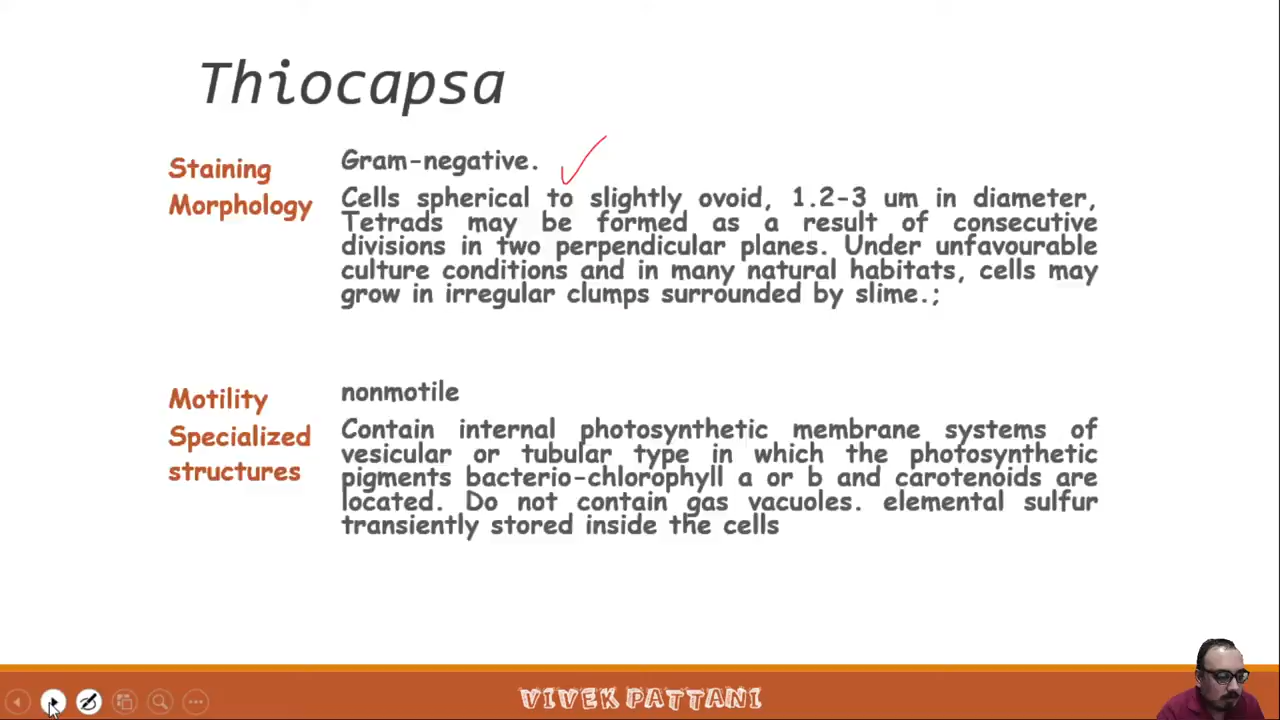 Thiocapsa
Staining
Gram-negative.
Morphology
Cells spherical to slightly ovoid, 1.2-3 um in diameter,
Tetrads may be formed as a result of consecutive
divisions in two perpendicular planes. Under unfavourable
culture conditions and in many natural habitats, cells may
grow in irregular clumps surrounded by slime.;
Motility
nonmotile
Specialized
structures
Contain internal photosynthetic membrane systems of
vesicular or tubular type in which the photosynthetic
pigments bacterio-chlorophyll a or b and carotenoids are
located. Do not contain gas vacuoles. elemental sulfur
transiently stored inside the cells
VIVEK PATTANI